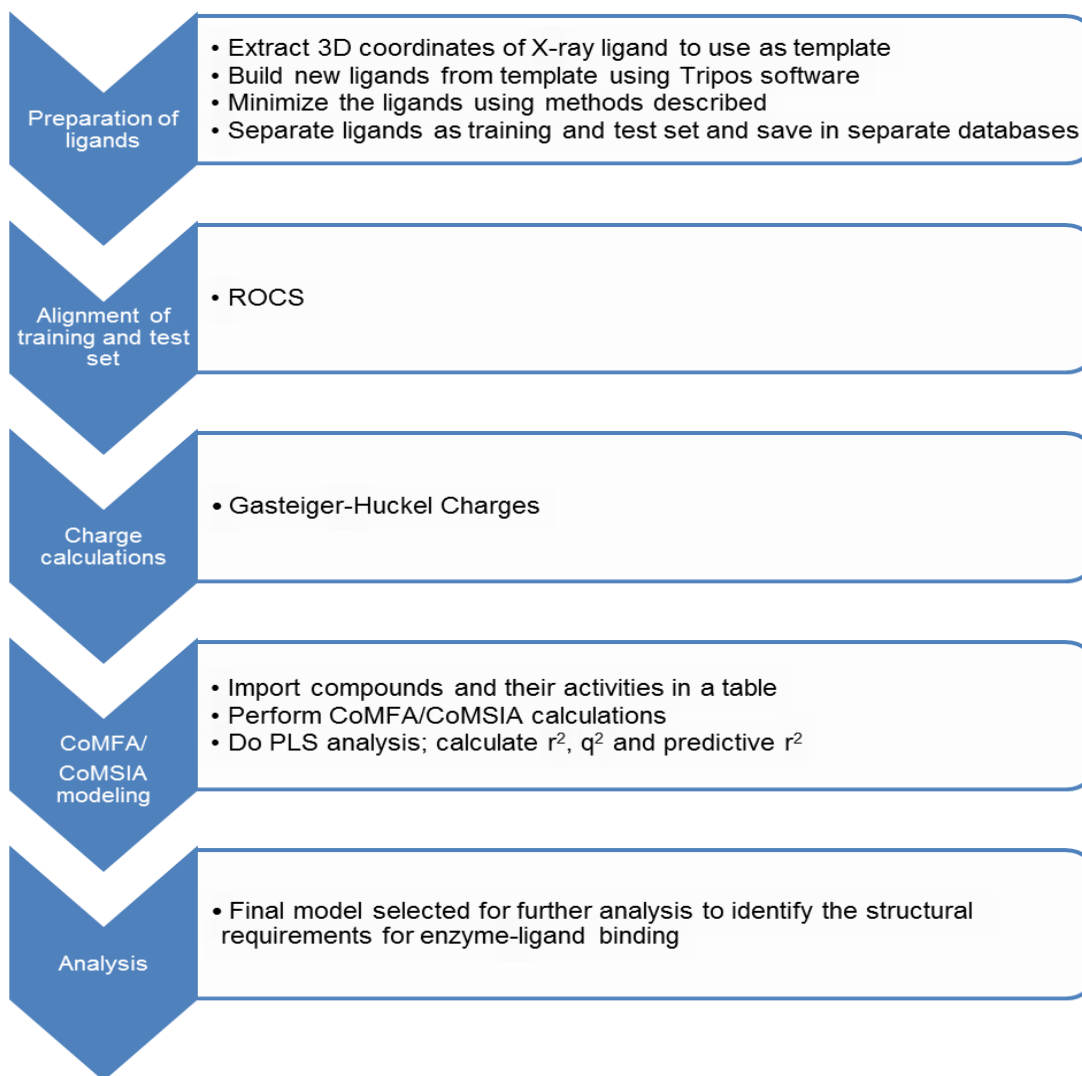 Preparation of
ligands
• Extract 3D coordinates of X-ray ligand to use as template
• Build new ligands from template using Tripos software
• Minimize the ligands using methods described
• Separate ligands as training and test set and save in separate databases
Alignment of
training and test
set
• ROCS
Charge
calculations
• Gasteiger-Huckel Charges
CoMFA/
CoMSIA
modeling
• Import compounds and their activities in a table
• Perform CoMFA/CoMSIA calculations
• Do PLS analysis; calculate r², q² and predictive r²
Analysis
• Final model selected for further analysis to identify the structural
requirements for enzyme-ligand binding